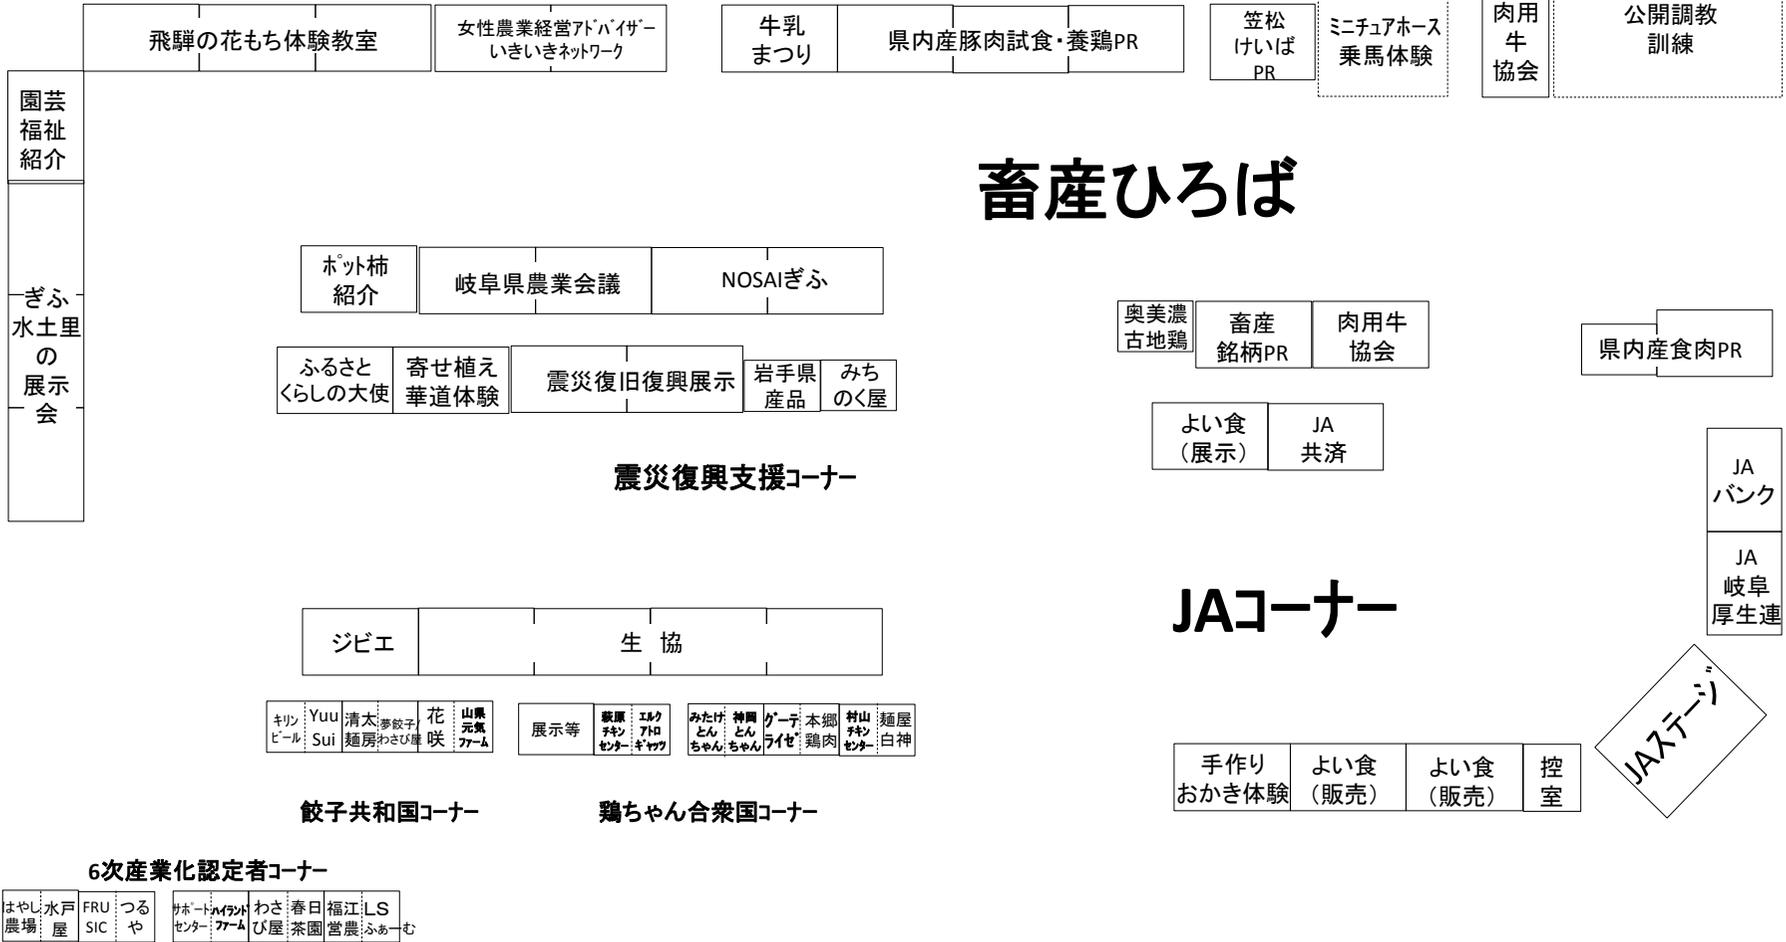 飛騨の花もち体験教室
女性農業経営ｱﾄﾞﾊﾞｲｻﾞｰ
いきいきﾈｯﾄﾜｰｸ
牛乳
まつり
県内産豚肉試食・養鶏PR
笠松
けいば
PR
ﾐﾆﾁｭｱホース
乗馬体験
肉用
牛
協会
公開調教
訓練
園芸
福祉
紹介
畜産ひろば
ぎふ
水土里
の
展示
会
ﾎﾟｯﾄ柿
紹介
岐阜県農業会議
NOSAIぎふ
奥美濃
古地鶏
畜産
銘柄PR
肉用牛
協会
県内産食肉PR
ふるさと
くらしの大使
寄せ植え
華道体験
震災復旧復興展示
岩手県
産品
みち
のく屋
よい食
（展示）
JA
共済
震災復興支援ｺｰﾅｰ
JA
バンク
JA
岐阜
厚生連
JAｺｰﾅｰ
ジビエ
生　協
JAステージ
ｷﾘﾝ
ﾋﾞｰﾙ
Yuu
Sui
清太
麺房
夢餃子/
わさび屋
花
咲
山県
元気
ﾌｧｰﾑ
展示等
萩原
ﾁｷﾝ
ｾﾝﾀｰ
ｴﾙｸ
ｱﾄﾛ
ｷﾞｬｯﾂ
みたけ
とん
ちゃん
神岡
とん
ちゃん
ｸﾞｰﾃ
ﾗｲｾﾞ
本郷
鶏肉
村山
ﾁｷﾝ
ｾﾝﾀｰ
麺屋
白神
手作り
おかき体験
よい食
（販売）
よい食
（販売）
控
室
餃子共和国ｺｰﾅｰ
鶏ちゃん合衆国ｺｰﾅｰ
6次産業化認定者ｺｰﾅｰ
はやし
農場
水戸
屋
FRU
SIC
つる
や
ｻﾎﾟｰﾄ
ｾﾝﾀｰ
ﾊｲﾗﾝﾄﾞ
ﾌｧｰﾑ
わさ
び屋
春日
茶園
福江
営農
LS
ふぁーむ